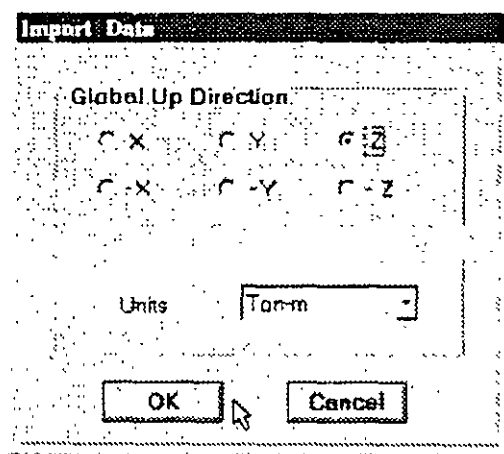 Import Data
Global Up Direction
X Y Z
-X -Y -Z
Units Ton-m
OK Cancel